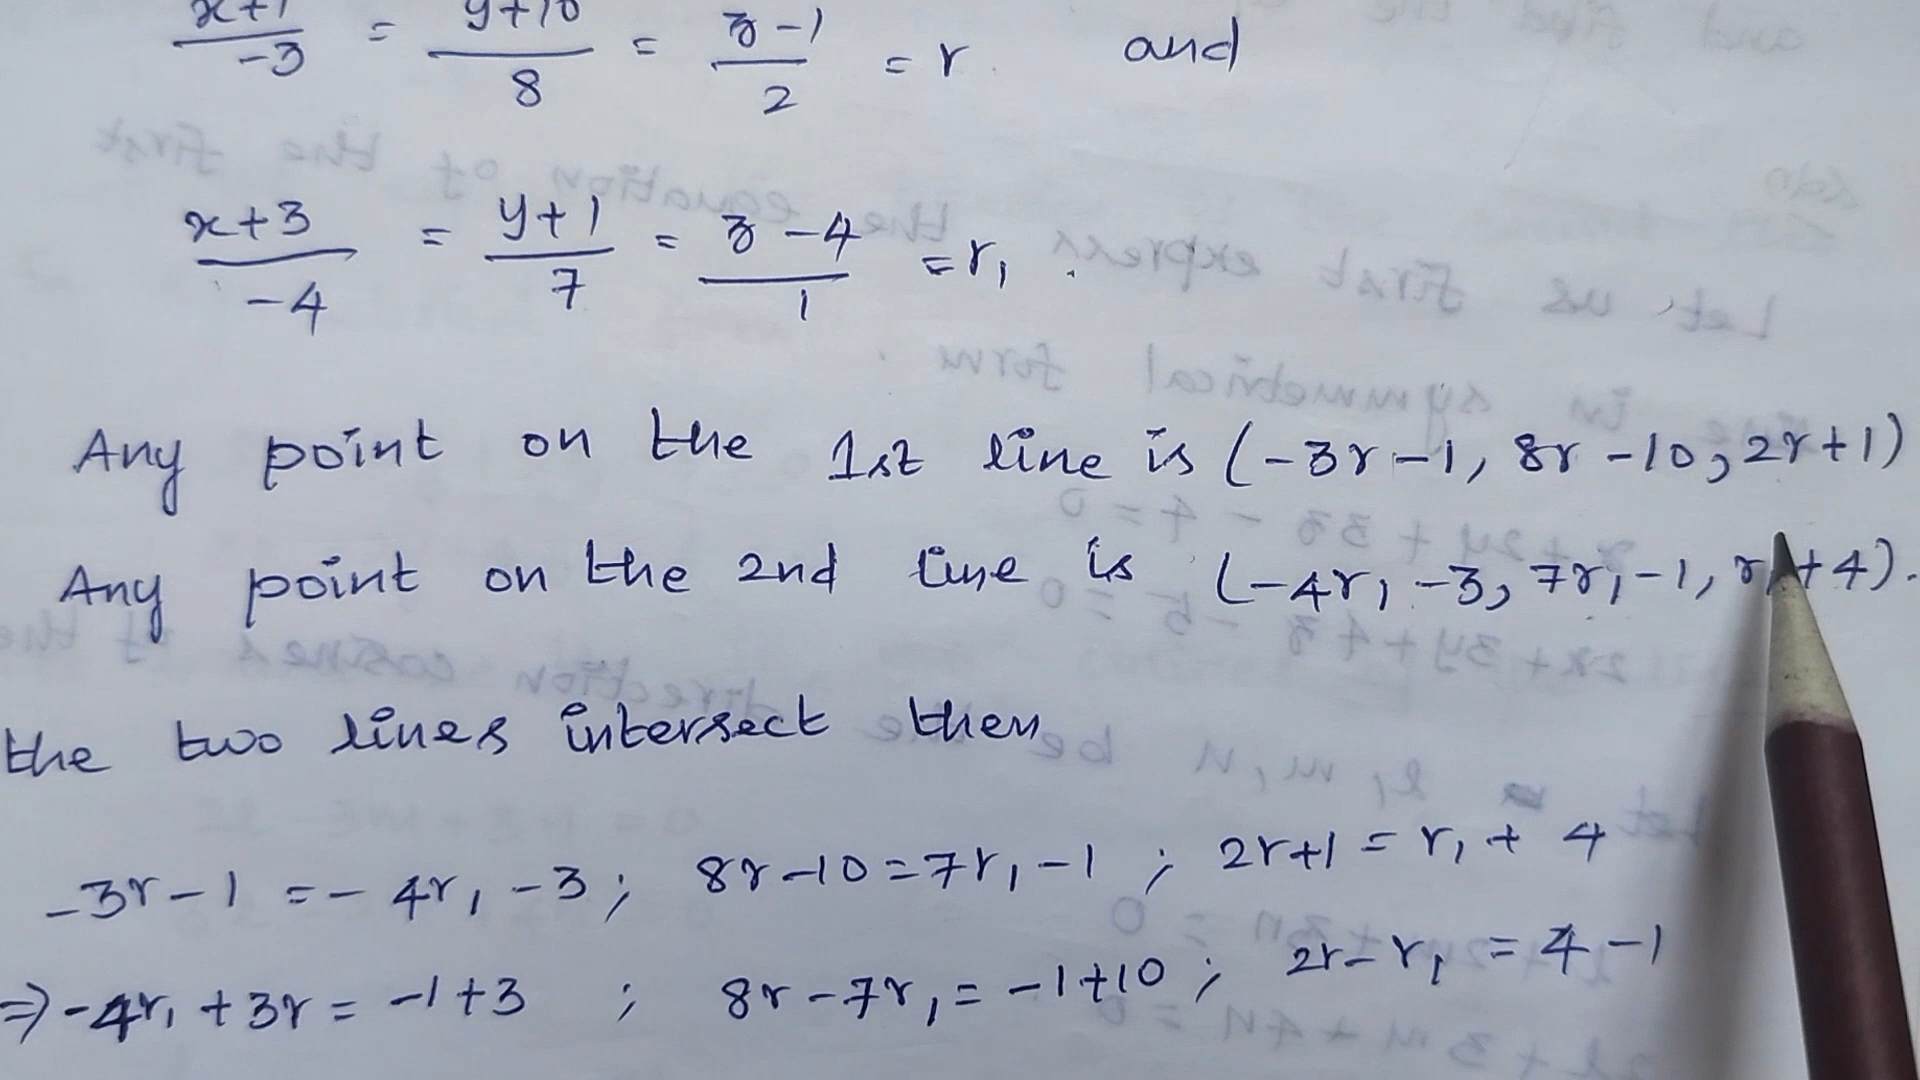 x+1/-3 = y+10/8 = z-1/2 = r and
x+3/-4 = y+1/7 = z-4/1 = r₁.
Any point on the 1st line is (-3r-1, 8r-10, 2r+1)
Any point on the 2nd line is (-4r₁-3, 7r₁-1, r₁+4).
the two lines intersect then
-3r-1 = -4r₁-3; 8r-10=7r₁-1; 2r+1=r₁+4
⇒-4r₁+3r=-1+3; 8r-7r₁=-1+10; 2r-r₁=4-1